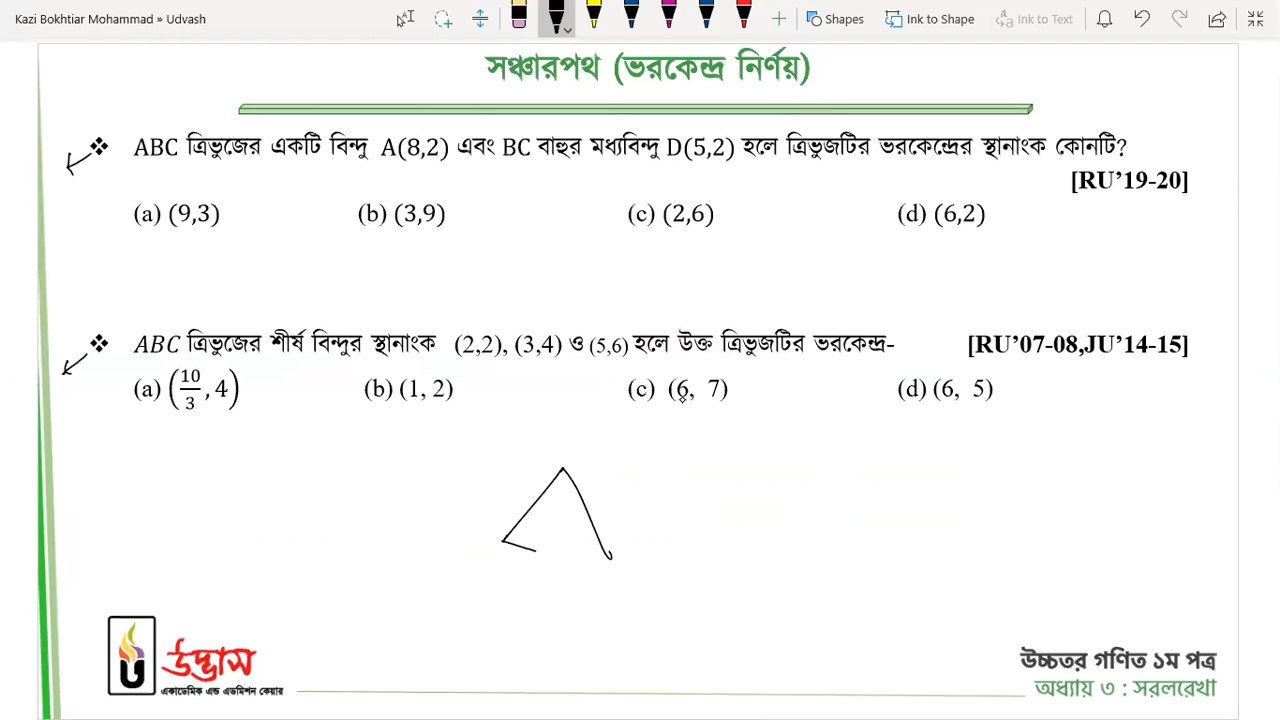 Kazi Bokhtiar Mohammad » Udvash
Shapes Ink to Shape Ink to Text
সঞ্চারপথ (ভরকেন্দ্র নির্ণয়)
❖ ABC ত্রিভুজের একটি বিন্দু A(8,2) এবং BC বাহুর মধ্যবিন্দু D(5,2) হলে ত্রিভুজটির ভরকেন্দ্রের স্থানাংক কোনটি?
[RU’19-20]
(a) (9,3) (b) (3,9) (c) (2,6) (d) (6,2)
❖ ABC ত্রিভুজের শীর্ষ বিন্দুর স্থানাংক (2,2), (3,4) ও (5,6) হলে উক্ত ত্রিভুজটির ভরকেন্দ্র- [RU’07-08,JU’14-15]
(a) (10/3, 4) (b) (1, 2) (c) (6, 7) (d) (6, 5)
উদ্ভাস
একাডেমিক এন্ড এডমিশন কেয়ার
উচ্চতর গণিত ১ম পত্র
অধ্যায় ৩ : সরলরেখা